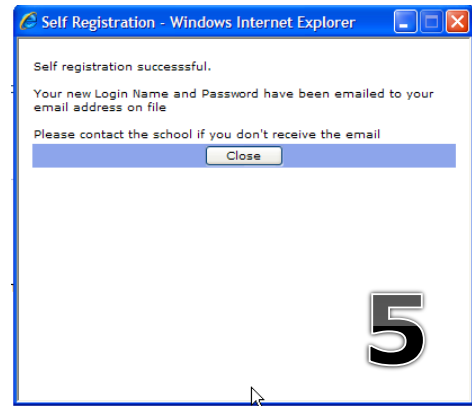 Self Registration - Windows Internet Explorer
Self registration successsful.
Your new Login Name and Password have been emailed to your
email address on file
Please contact the school if you don't receive the email
Close
5